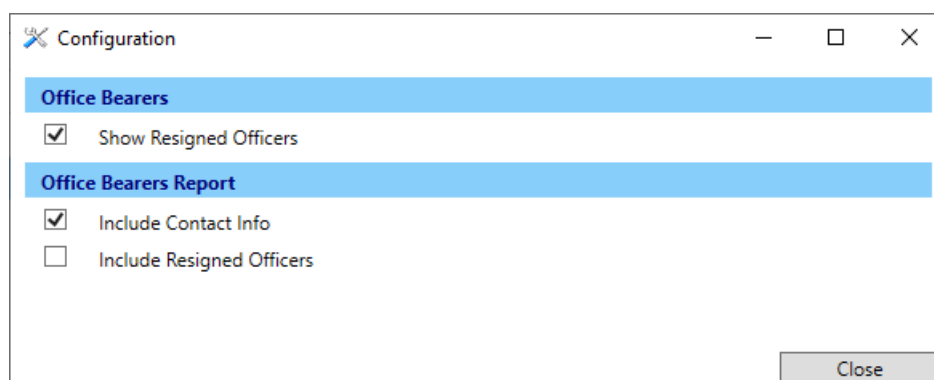 Configuration
Office Bearers
Show Resigned Officers
Office Bearers Report
Include Contact Info
Include Resigned Officers
Close